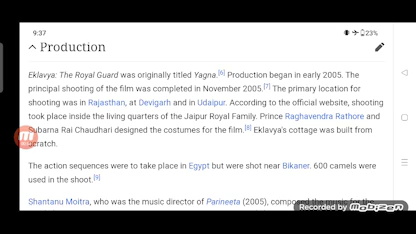 9:37
23%
Production
Eklavya: The Royal Guard was originally titled Yagna.[6] Production began in early 2005. The
principal shooting of the film was completed in November 2005.[7] The primary location for
shooting was in Rajasthan, at Devigarh and in Udaipur. According to the official website, shooting
took place inside the living quarters of the Jaipur Royal Family. Prince Raghavendra Rathore and
Subarna Rai Chaudhari designed the costumes for the film.[8] Eklavya's cottage was built from
scratch.
The action sequences were to take place in Egypt but were shot near Bikaner. 600 camels were
used in the shoot.[9]
Shantanu Moitra, who was the music director of Parineeta (2005), composed the music for the
Recorded by
MOBIZEN